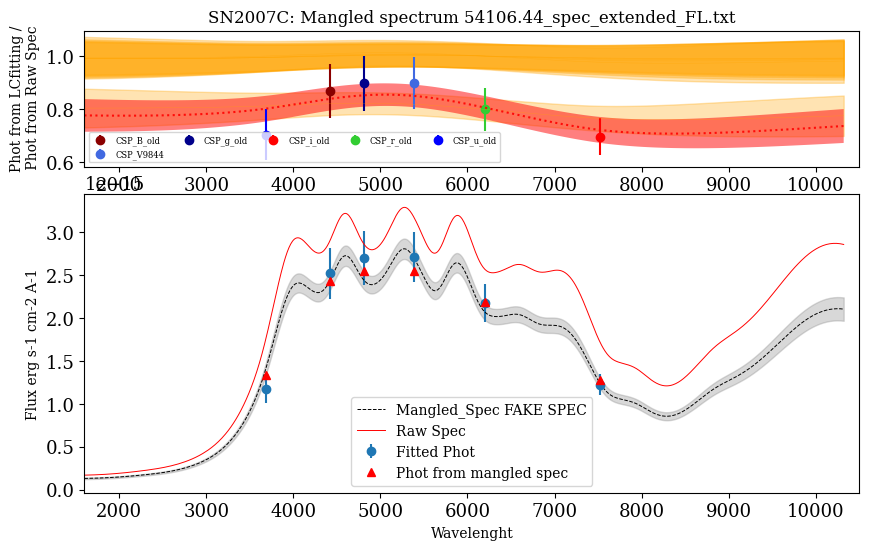 SN2007C: Mangled spectrum 54106.44_spec_extended_FL.txt
Phot from LCfitting /
Phot from Raw Spec
1.0
0.8
0.6
CSP_B_old CSP_g_old CSP_i_old CSP_r_old CSP_u_old
CSP_V9844
2000 3000 4000 5000 6000 7000 8000 9000 10000
1e−15
Flux erg s-1 cm-2 A-1
3.0
2.5
2.0
1.5
1.0
0.5
0.0
Mangled_Spec FAKE SPEC
Raw Spec
Fitted Phot
Phot from mangled spec
2000 3000 4000 5000 6000 7000 8000 9000 10000
Wavelenght